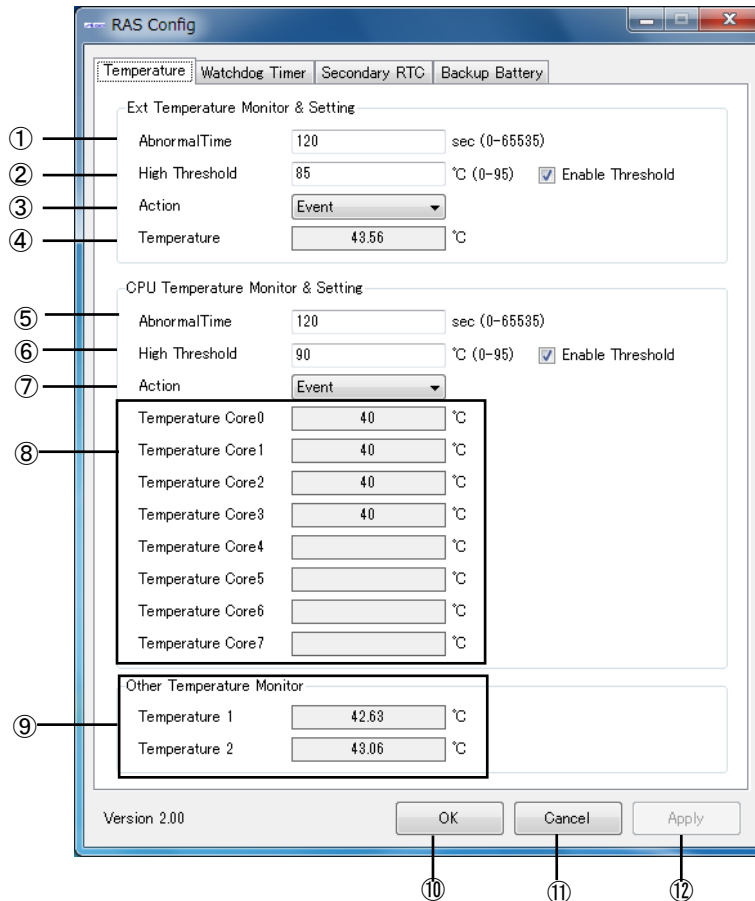 RAS Config
Temperature Watchdog Timer Secondary RTC Backup Battery
Ext Temperature Monitor & Setting
① AbnormalTime 120 sec (0-65535)
② High Threshold 85 ℃ (0-95) Enable Threshold
③ Action Event
④ Temperature 43.56 ℃
CPU Temperature Monitor & Setting
⑤ AbnormalTime 120 sec (0-65535)
⑥ High Threshold 90 ℃ (0-95) Enable Threshold
⑦ Action Event
Temperature Core0 40 ℃
⑧ Temperature Core1 40 ℃
Temperature Core2 40 ℃
Temperature Core3 40 ℃
Temperature Core4 ℃
Temperature Core5 ℃
Temperature Core6 ℃
Temperature Core7 ℃
Other Temperature Monitor
⑨ Temperature 1 42.63 ℃
Temperature 2 43.06 ℃
Version 2.00 OK Cancel Apply
⑩ ⑪ ⑫